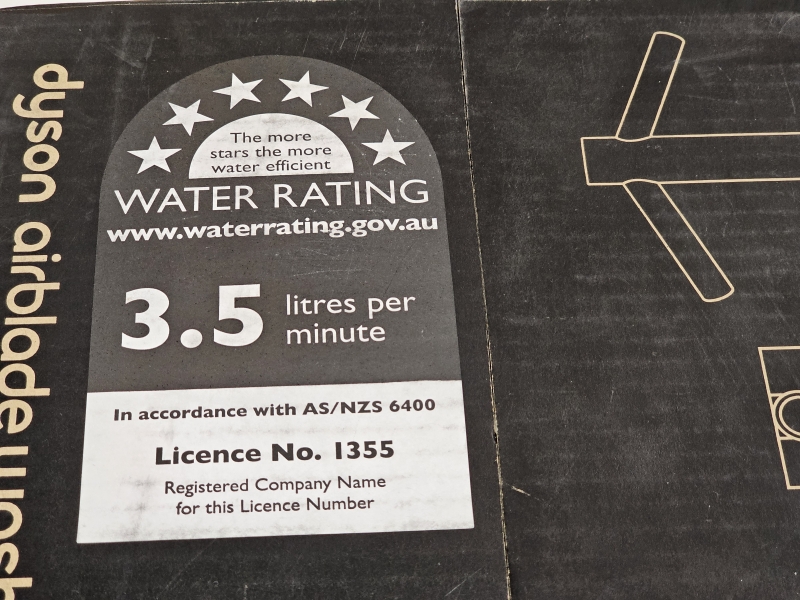 dyson airblade wash
The more
stars the more
water efficient
WATER RATING
www.waterrating.gov.au
3.5 litres per
minute
In accordance with AS/NZS 6400
Licence No. 1355
Registered Company Name
for this Licence Number